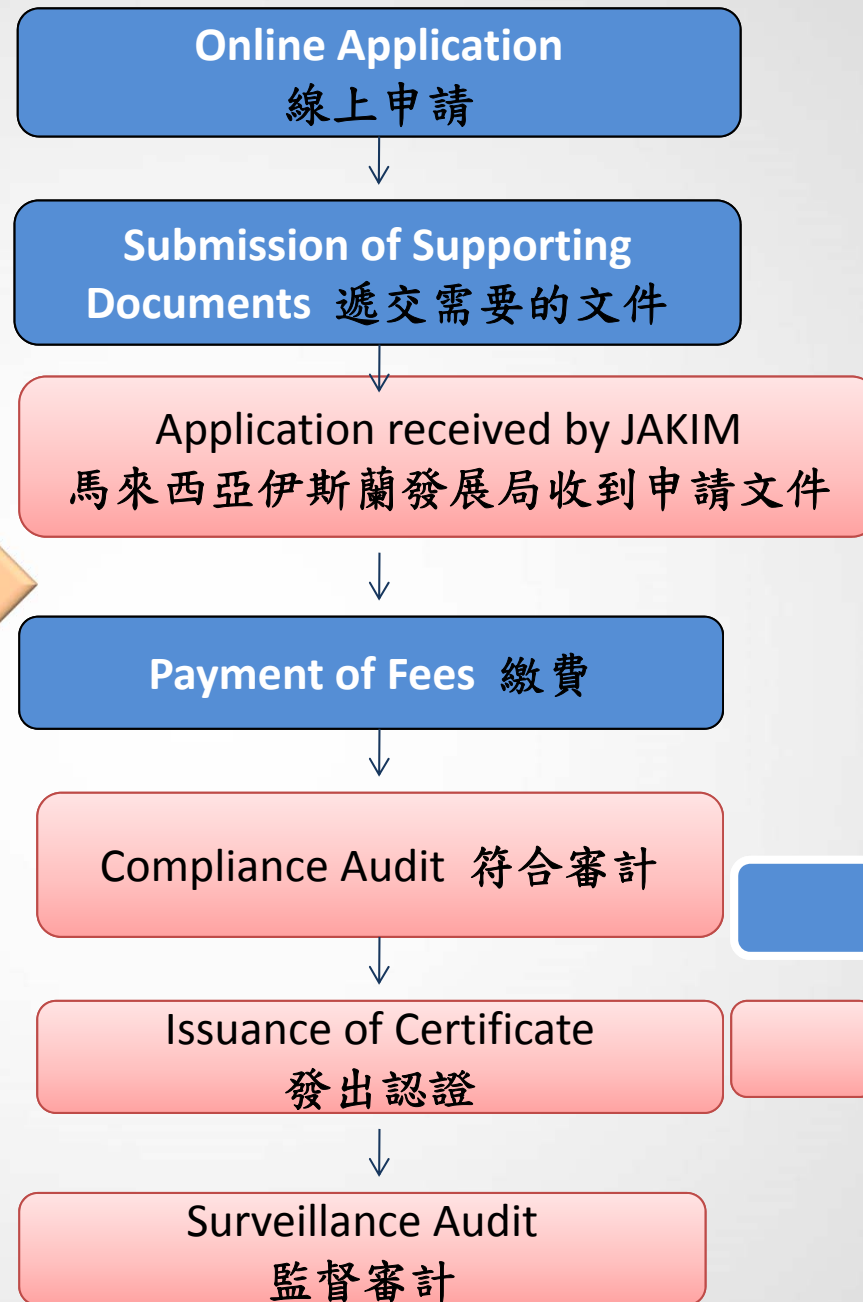 Online Application
線上申請
Submission of Supporting
Documents 遞交需要的文件
Application received by JAKIM
馬來西亞伊斯蘭發展局收到申請文件
Payment of Fees 繳費
Compliance Audit 符合審計
Issuance of Certificate
發出認證
Surveillance Audit
監督審計